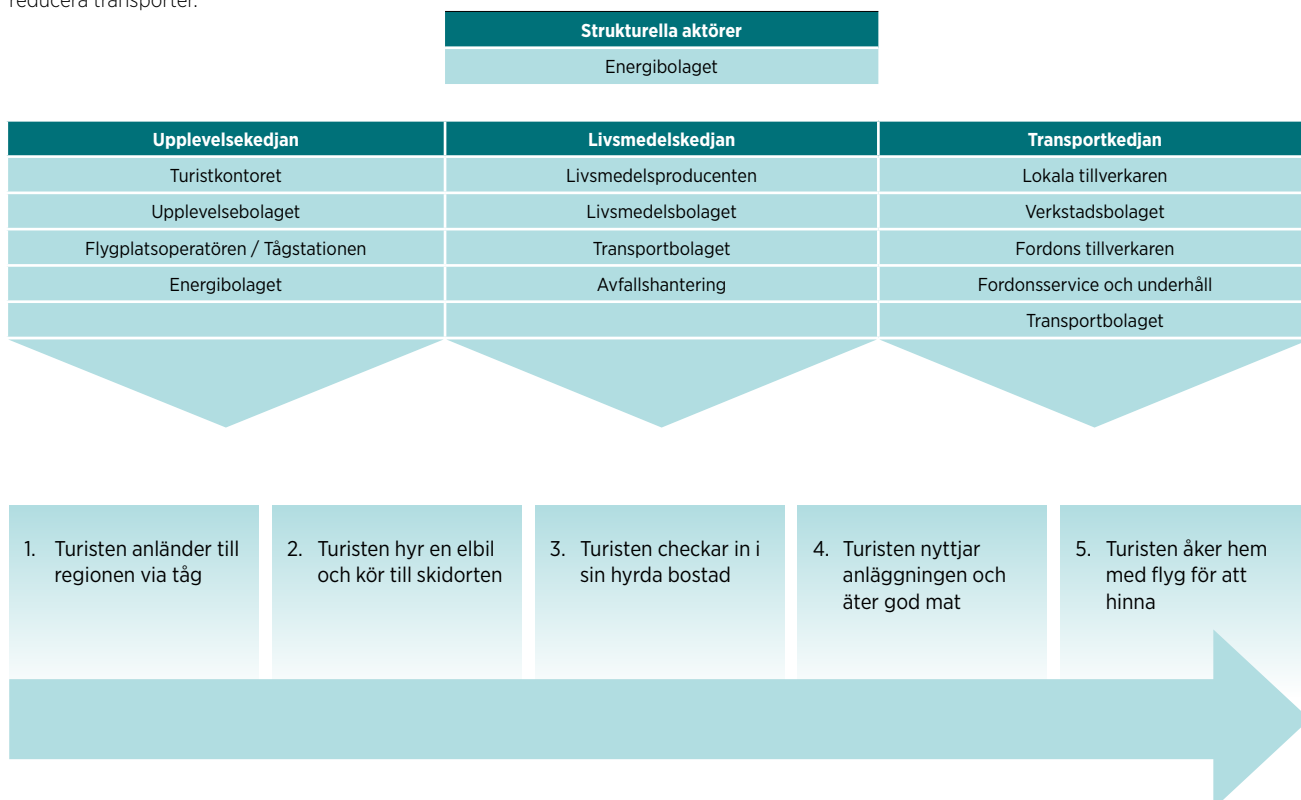 reducera transporter.
Strukturella aktörer
Energibolaget
Upplevelsekedjan
Livsmedelskedjan
Transportkedjan
Turistkontoret
Livsmedelsproducenten
Lokala tillverkaren
Upplevelsebolaget
Livsmedelsbolaget
Verkstadsbolaget
Flygplatsoperatören / Tågstationen
Transportbolaget
Fordons tillverkaren
Energibolaget
Avfallshantering
Fordonsservice och underhåll
Transportbolaget
1. Turisten anländer till
regionen via tåg
2. Turisten hyr en elbil
och kör till skidorten
3. Turisten checkar in i
sin hyrda bostad
4. Turisten nyttjar
anläggningen och
äter god mat
5. Turisten åker hem
med flyg för att
hinna